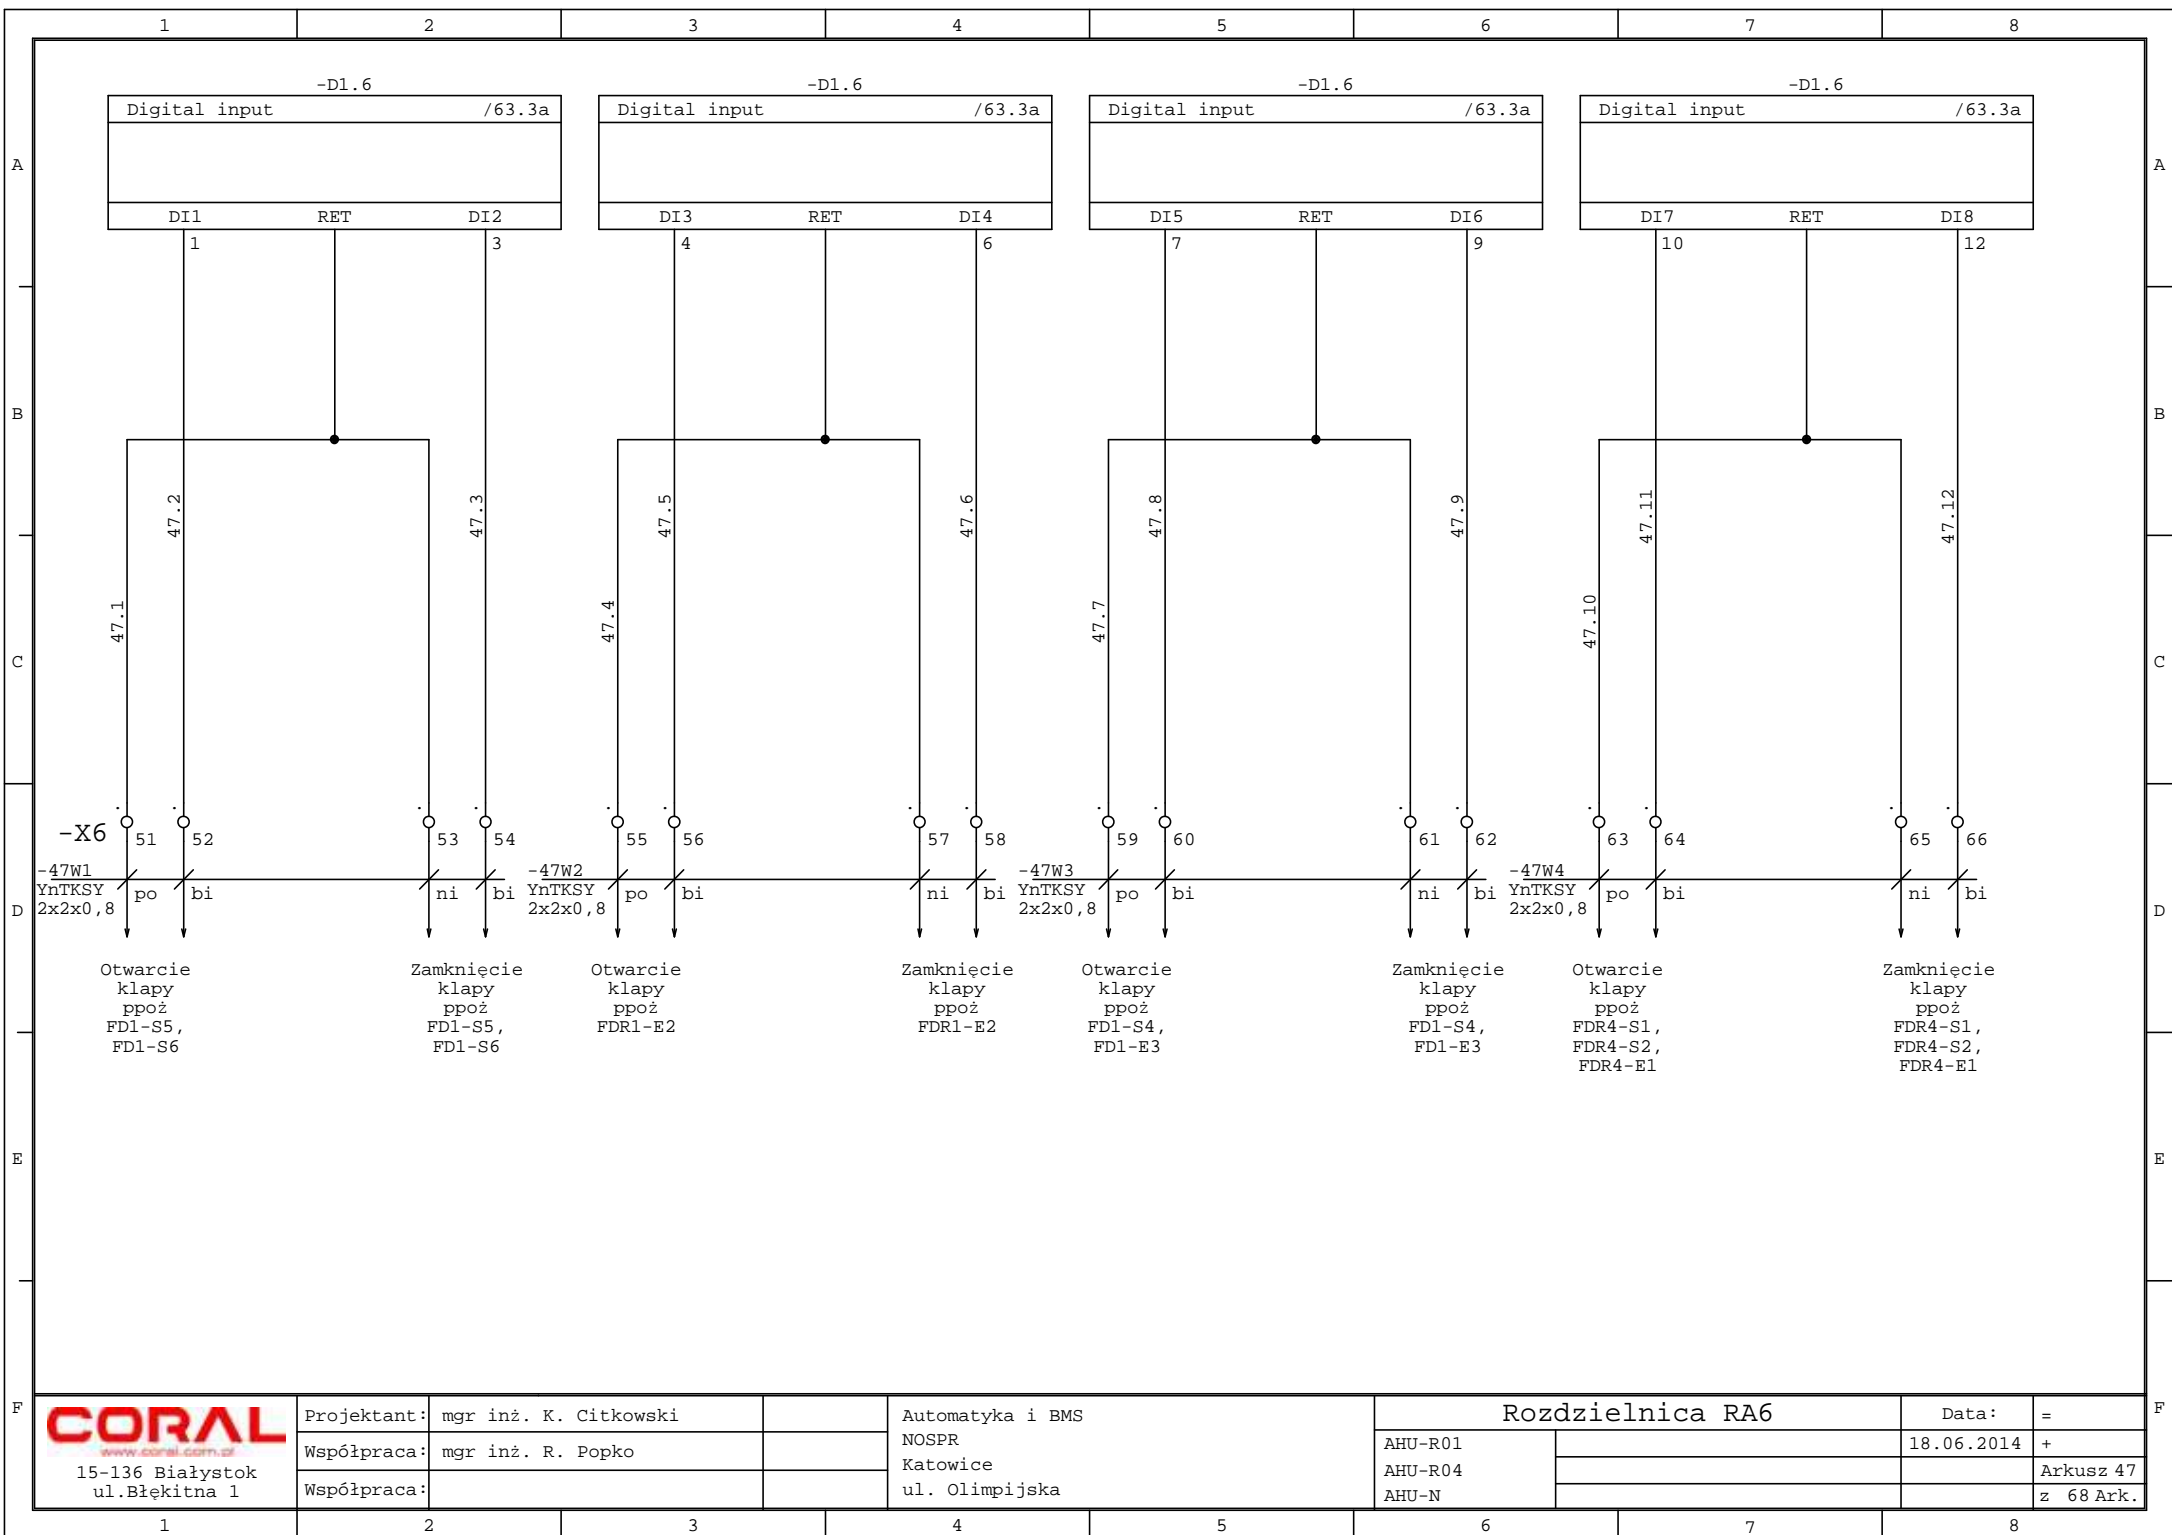 1 2 3 4 5 6 7 8
-D1.6 -D1.6 -D1.6 -D1.6
Digital input /63.3a Digital input /63.3a Digital input /63.3a Digital input /63.3a
A A
DI1 RET DI2 DI3 RET DI4 DI5 RET DI6 DI7 RET DI8
1 3 4 6 7 9 10 12
B B
47.2 47.3 47.5 47.6 47.8 47.9 47.11 47.12
47.1 47.4 47.7 47.10
C C
. . . . . . . . . . . . . . . .
-X6 51 52 53 54 55 56 57 58 59 60 61 62 63 64 65 66
-47W1 -47W2 -47W3 -47W4
YnTKSY YnTKSY YnTKSY YnTKSY
po bi ni bi po bi ni bi po bi ni bi po bi ni bi
2x2x0,8 2x2x0,8 2x2x0,8 2x2x0,8
D D
Otwarcie
klapy
ppoż
FD1-S5,
FD1-S6
Zamknięcie
klapy
ppoż
FD1-S5,
FD1-S6
Otwarcie
klapy
ppoż
FDR1-E2
Zamknięcie
klapy
ppoż
FDR1-E2
Otwarcie
klapy
ppoż
FD1-S4,
FD1-E3
Zamknięcie
klapy
ppoż
FD1-S4,
FD1-E3
Otwarcie
klapy
ppoż
FDR4-S1,
FDR4-S2,
FDR4-E1
Zamknięcie
klapy
ppoż
FDR4-S1,
FDR4-S2,
FDR4-E1
E E
F F
CORAL
www.coral.com.pl
15-136 Białystok
ul.Błękitna 1
Projektant: mgr inż. K. Citkowski
Współpraca: mgr inż. R. Popko
Współpraca:
Automatyka i BMS
NOSPR
Katowice
ul. Olimpijska
Rozdzielnica RA6
AHU-R01
AHU-R04
AHU-N
Data: =
18.06.2014 +
Arkusz 47
z 68 Ark.
1 2 3 4 5 6 7 8